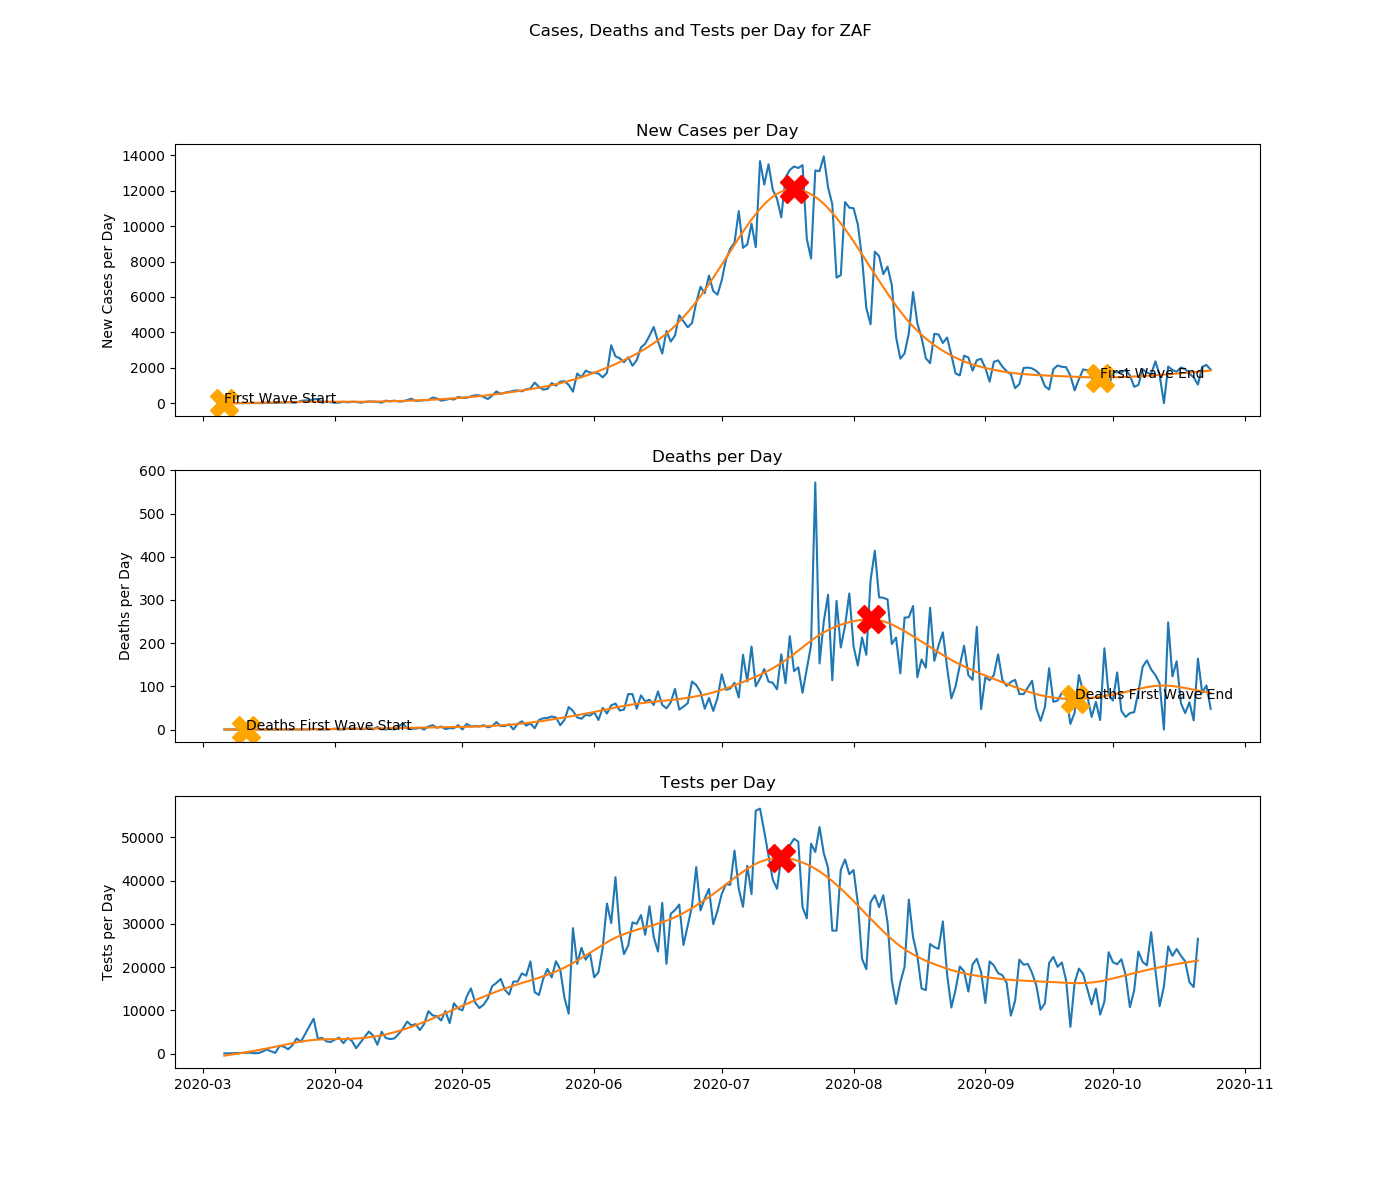 Cases, Deaths and Tests per Day for ZAF
New Cases per Day
New Cases per Day
14000
12000
10000
8000
6000
4000
2000
0
First Wave Start
First Wave End
Deaths per Day
Deaths per Day
600
500
400
300
200
100
0
Deaths First Wave Start
Deaths First Wave End
Tests per Day
Tests per Day
50000
40000
30000
20000
10000
0
2020-03 2020-04 2020-05 2020-06 2020-07 2020-08 2020-09 2020-10 2020-11